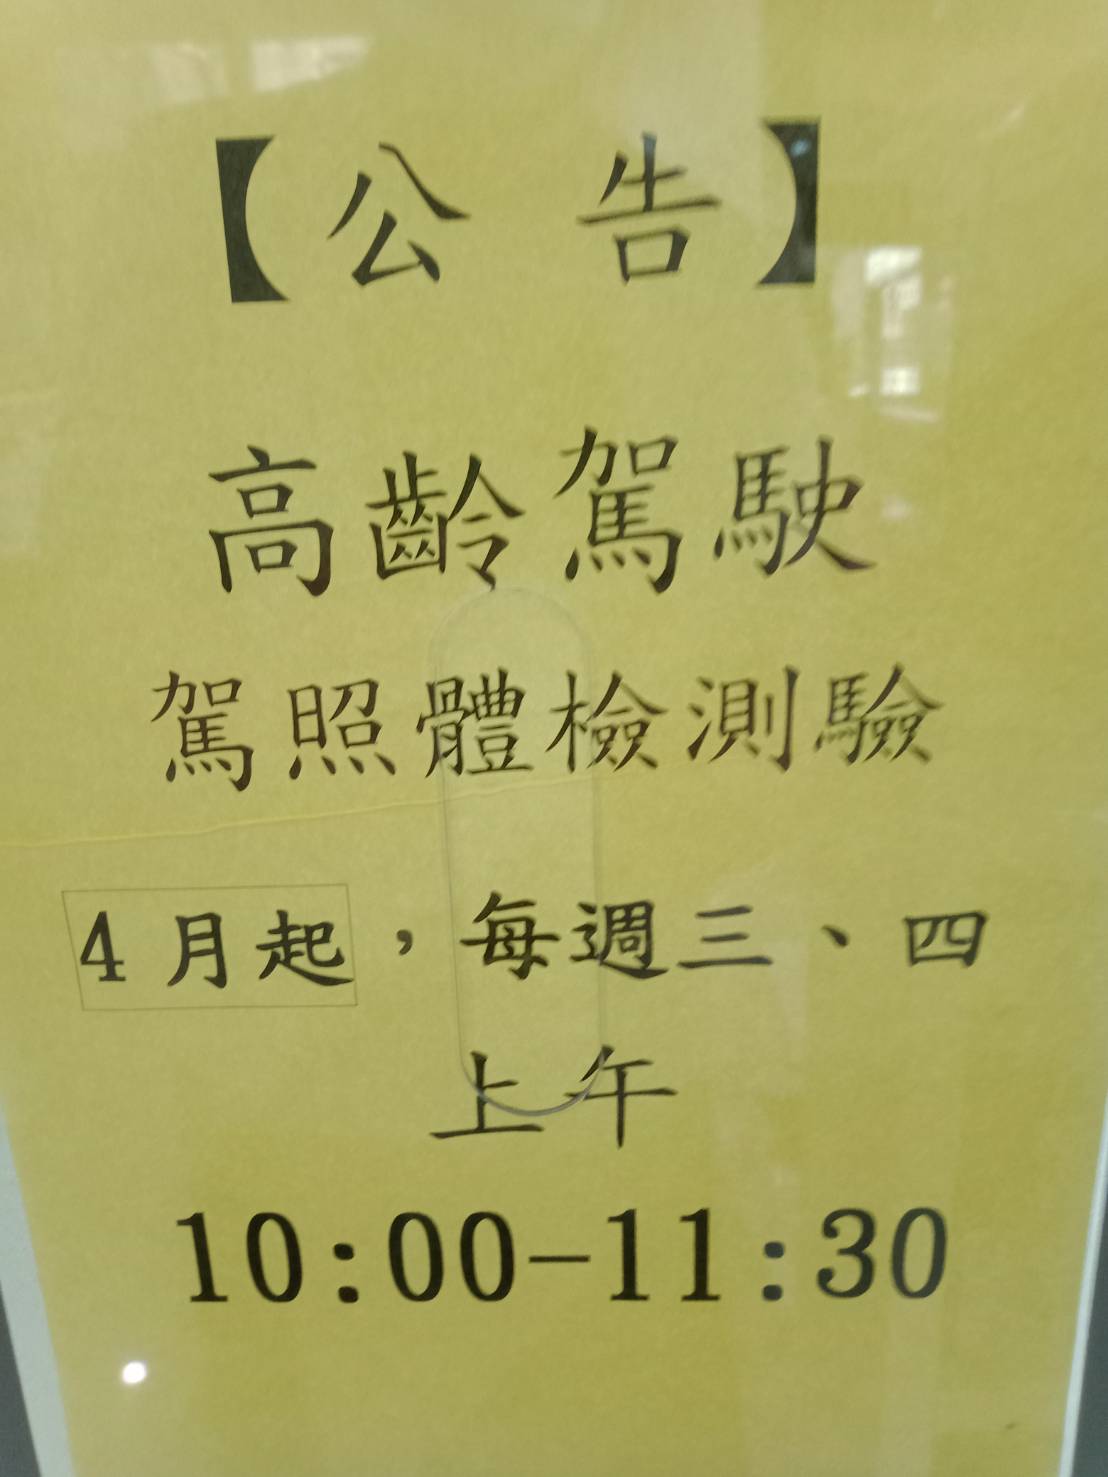 【公 告】
高齡駕駛
駕照體檢測驗
4 月起，每週三、四
上午
10:00-11:30